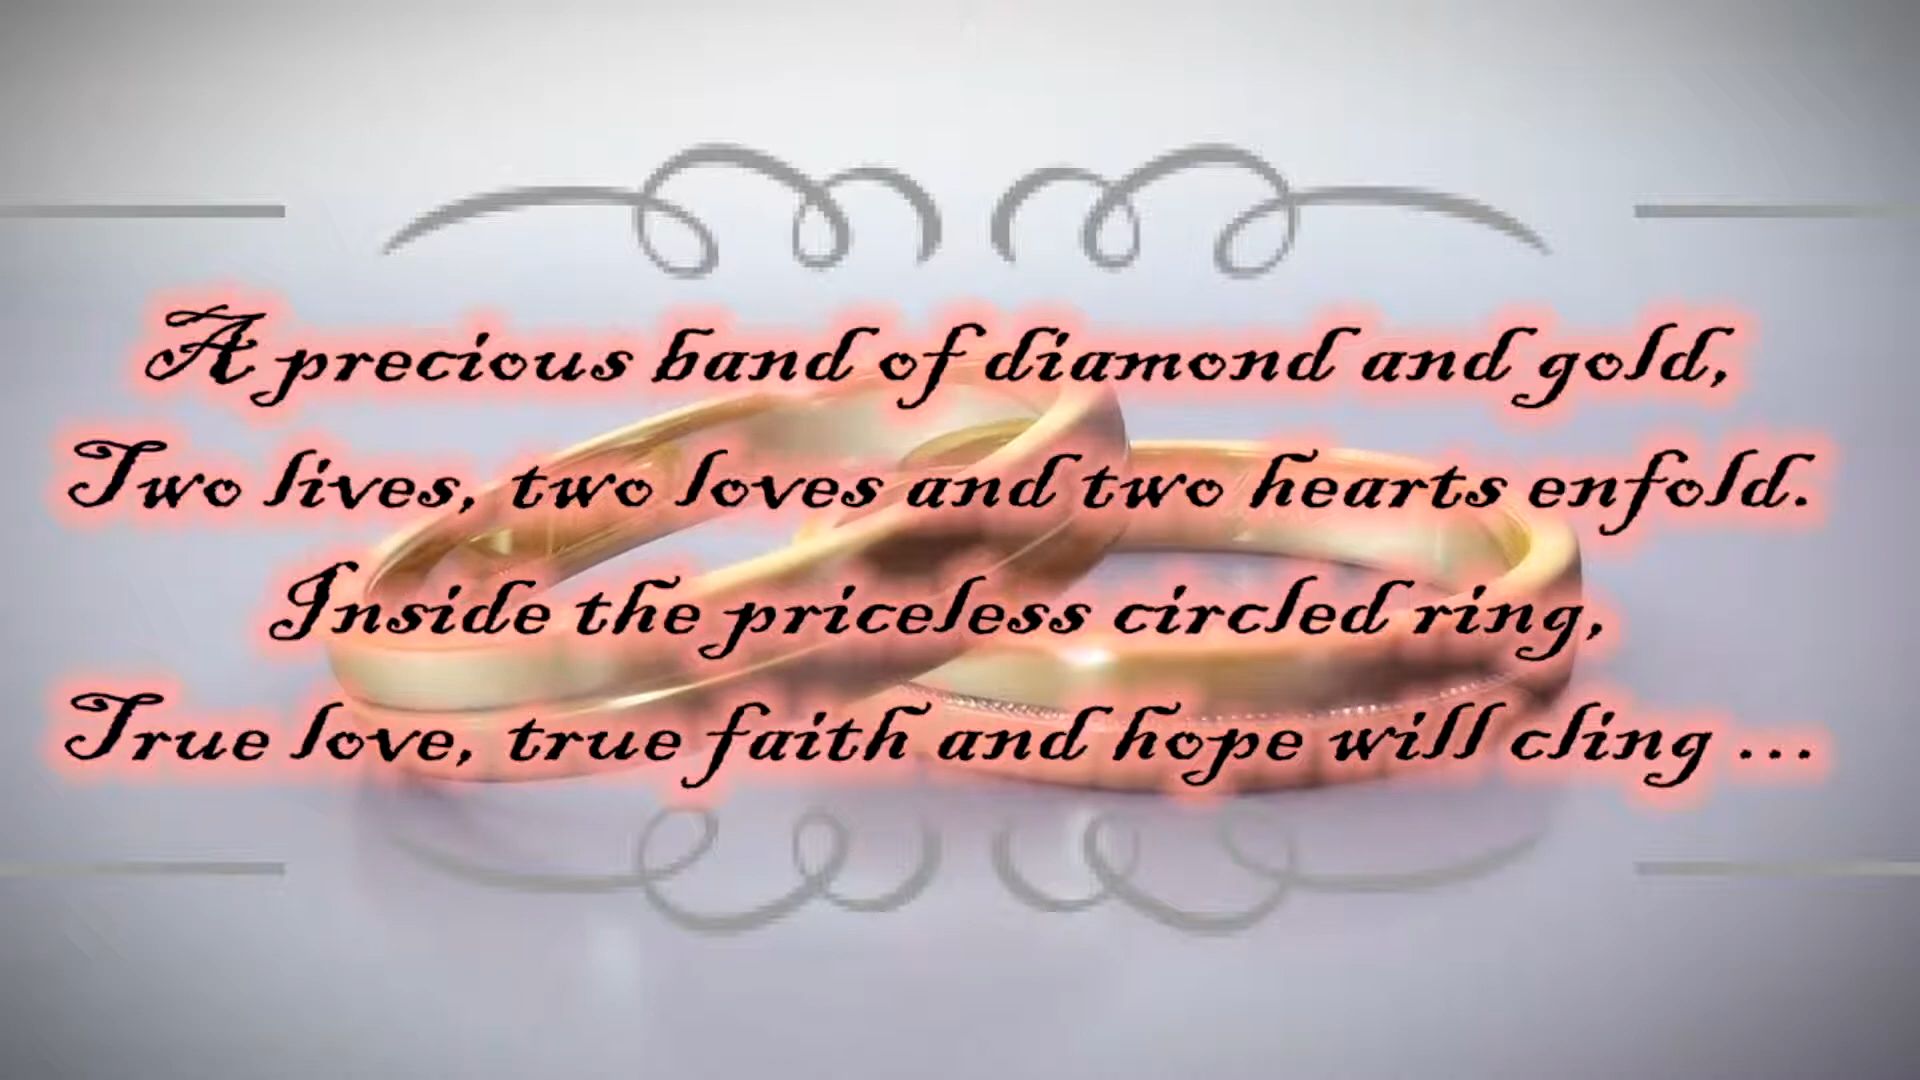 A precious band of diamond and gold,
Two lives, two loves and two hearts enfold.
Inside the priceless circled ring,
True love, true faith and hope will cling ...